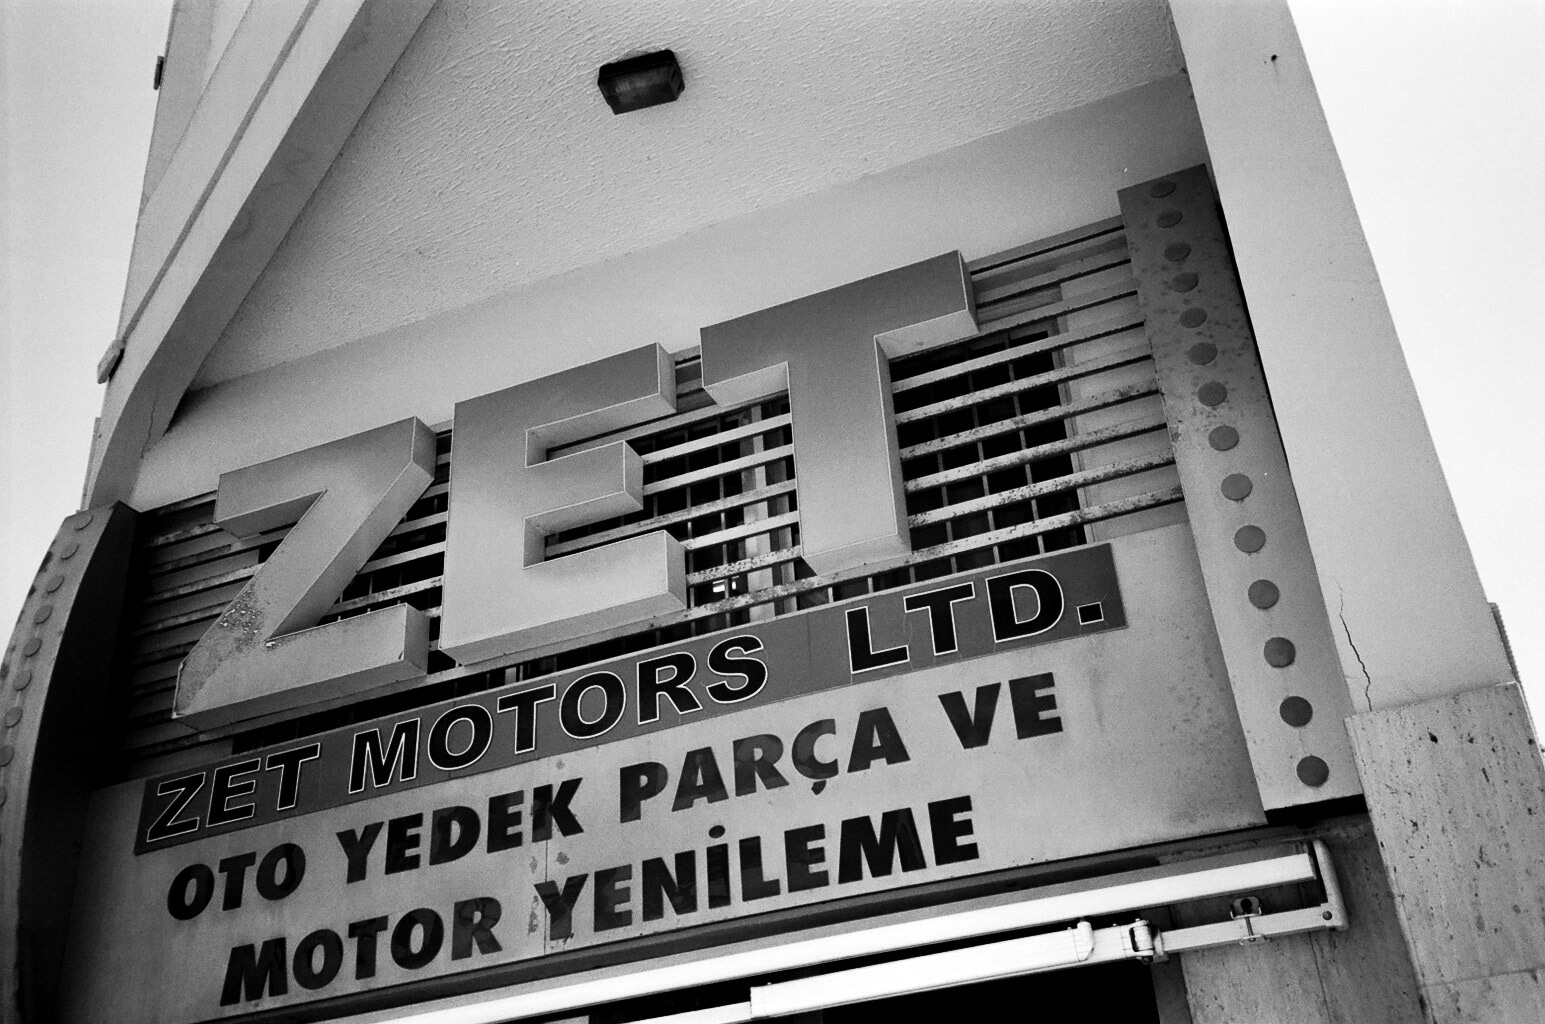 ZET
ZET MOTORS LTD.
OTO YEDEK PARÇA VE
MOTOR YENİLEME